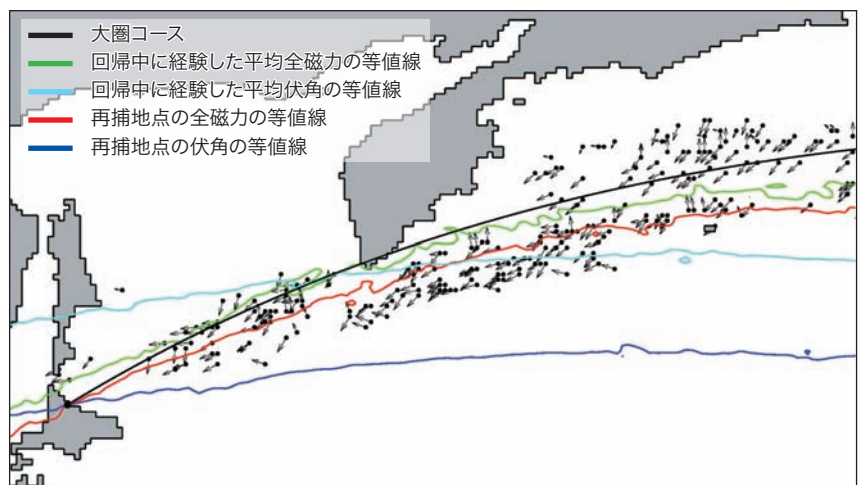 大圏コース
回帰中に経験した平均全磁力の等値線
回帰中に経験した平均伏角の等値線
再捕地点の全磁力の等値線
再捕地点の伏角の等値線